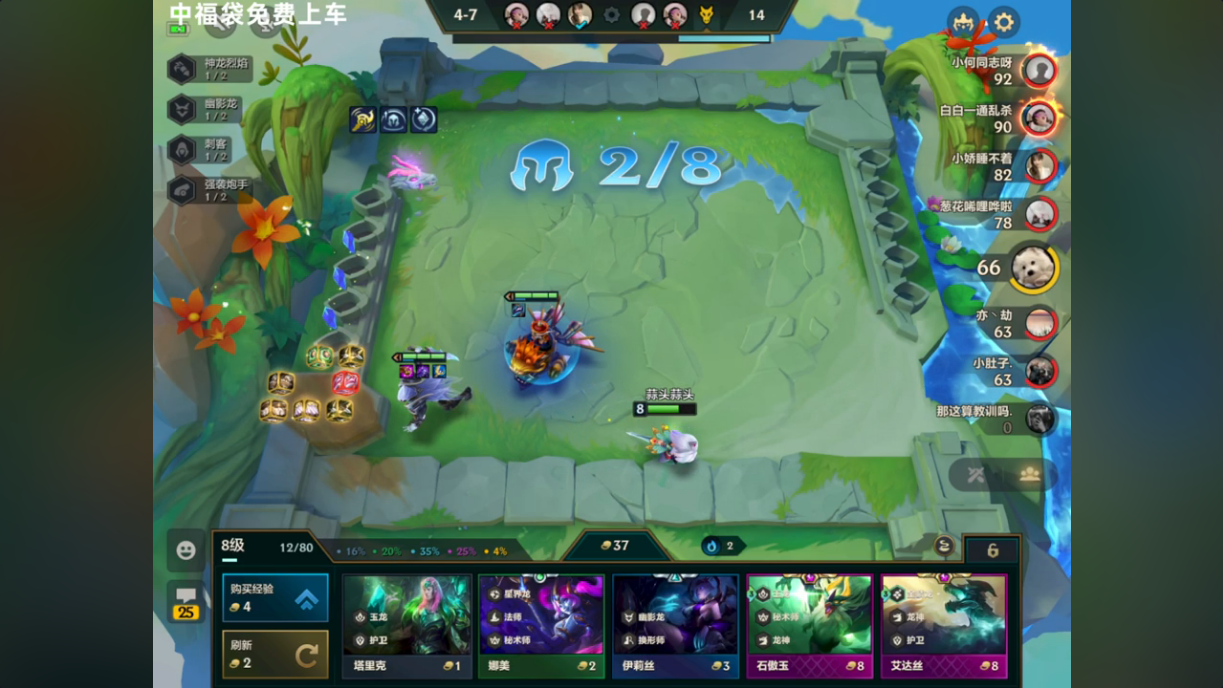 中福袋免费上车
4-7
14
神龙烈焰
1/2
幽影龙
1/2
刺客
1/2
强袭炮手
1/2
2/8
小何同志呀
92
白白一通乱杀
90
小娇睡不着
82
葱花唏哩哗啦
78
66
亦丶劫
63
小肚子.
63
那这算教训吗.
0
蒜头蒜头
8
8级
12/80
16%
20%
35%
25%
4%
37
2
6
购买经验
4
刷新
2
25
玉龙
护卫
塔里克
1
星界龙
法师
秘术师
娜美
2
幽影龙
换形师
伊莉丝
3
秘术师
龙神
石傲玉
8
龙神
护卫
艾达丝
8